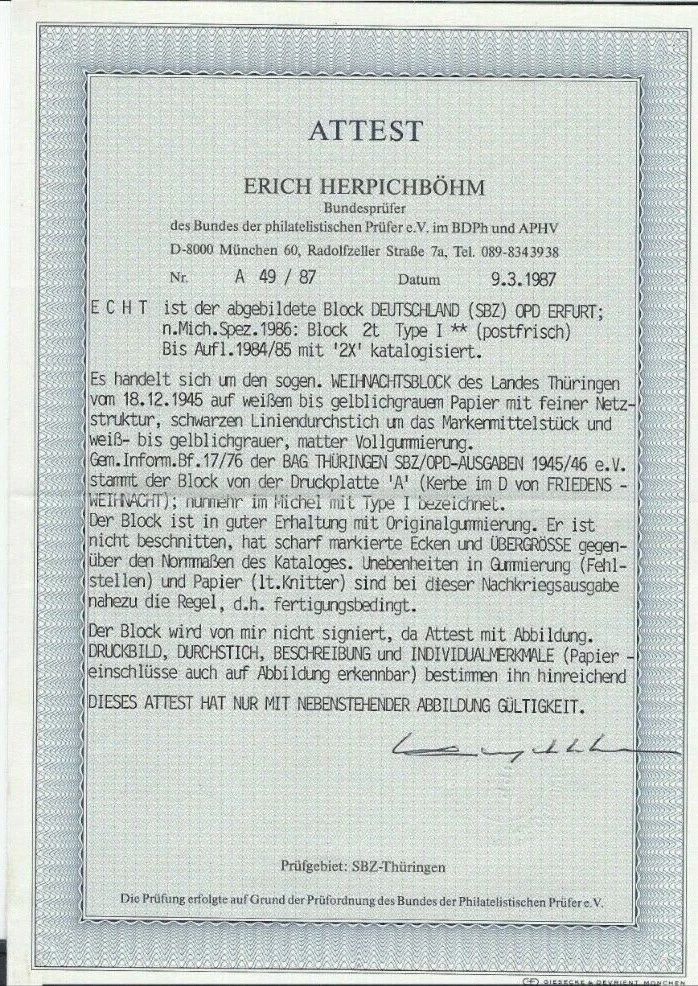 ATTEST
ERICH HERPICHBÖHM
Bundesprüfer
des Bundes der philatelistischen Prüfer e.V. im BDPh und APHV
D-8000 München 60, Radolfzeller Straße 7a, Tel. 089-8343938
Nr. A 49 / 87 Datum 9.3.1987
E C H T ist der abgebildete Block DEUTSCHLAND (SBZ) OPD ERFURT;
n.Mich.Spez.1986: Block 2t Type I ** (postfrisch)
Bis Aufl.1984/85 mit '2X' katalogisiert.
Es handelt sich um den sogen. WEIHNACHTSBLOCK des Landes Thüringen
vom 18.12.1945 auf weißem bis gelblichgrauem Papier mit feiner Netz-
struktur, schwarzen Liniendurchstich um das Markenmittelstück und
weiß- bis gelblichgrauer, matter Vollgummierung.
Gem.Inform.Bf.17/76 der BAG THÜRINGEN SBZ/OPD-AUSGABEN 1945/46 e.V.
stammt der Block von der Druckplatte 'A' (Kerbe im D von FRIEDENS -
WEIHNACHT); nunmehr im Michel mit Type I bezeichnet.
Der Block ist in guter Erhaltung mit Originalgummierung. Er ist
nicht beschnitten, hat scharf markierte Ecken und ÜBERGRÖSSE gegen-
über den Normmaßen des Kataloges. Unebenheiten in Gummierung (Fehl-
stellen) und Papier (lt.Knitter) sind bei dieser Nachkriegsausgabe
nahezu die Regel, d.h. fertigungsbedingt.
Der Block wird von mir nicht signiert, da Attest mit Abbildung.
DRUCKBILD, DURCHSTICH, BESCHREIBUNG und INDIVIDUALMERKMALE (Papier -
einschlüsse auch auf Abbildung erkennbar) bestimmen ihn hinreichend
DIESES ATTEST HAT NUR MIT NEBENSTEHENDER ABBILDUNG GÜLTIGKEIT.
Prüfgebiet: SBZ-Thüringen
Die Prüfung erfolgte auf Grund der Prüfordnung des Bundes der Philatelistischen Prüfer e.V.
GIESECKE & DEVRIENT MÜNCHEN